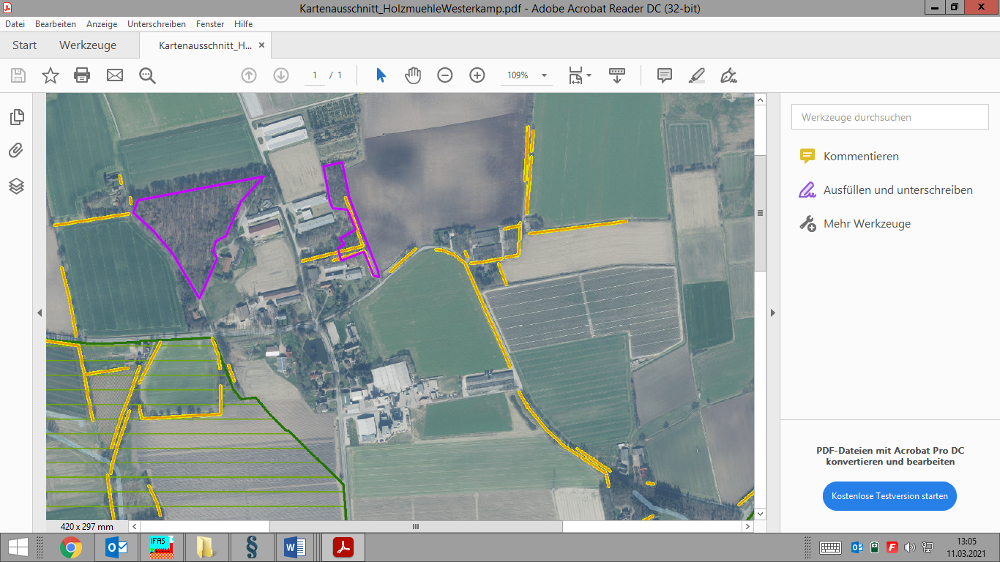 Kartenausschnitt_HolzmuehleWesterkamp.pdf - Adobe Acrobat Reader DC (32-bit)
Datei Bearbeiten Anzeige Unterschreiben Fenster Hilfe
Start Werkzeuge Kartenausschnitt_H... ×
1 / 1 109%
Werkzeuge durchsuchen
Kommentieren
Ausfüllen und unterschreiben
Mehr Werkzeuge
PDF-Dateien mit Acrobat Pro DC
konvertieren und bearbeiten
Kostenlose Testversion starten
420 x 297 mm
IFAS
13:05
11.03.2021